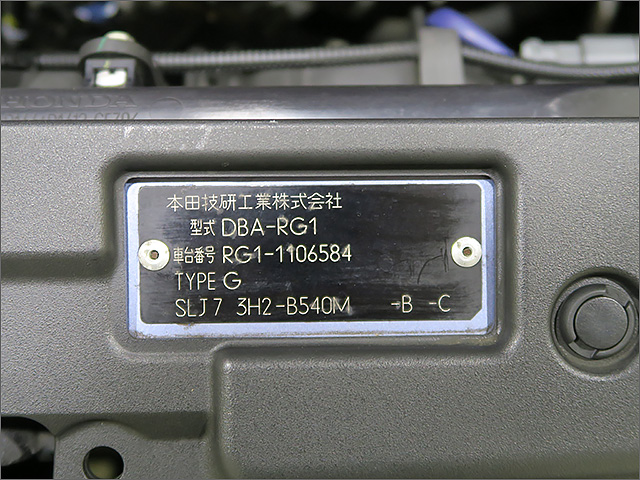 HONDA
本田技研工業株式会社
型式 DBA-RG1
車台番号 RG1-1106584
TYPE G
SLJ7 3H2-B540M -B -C